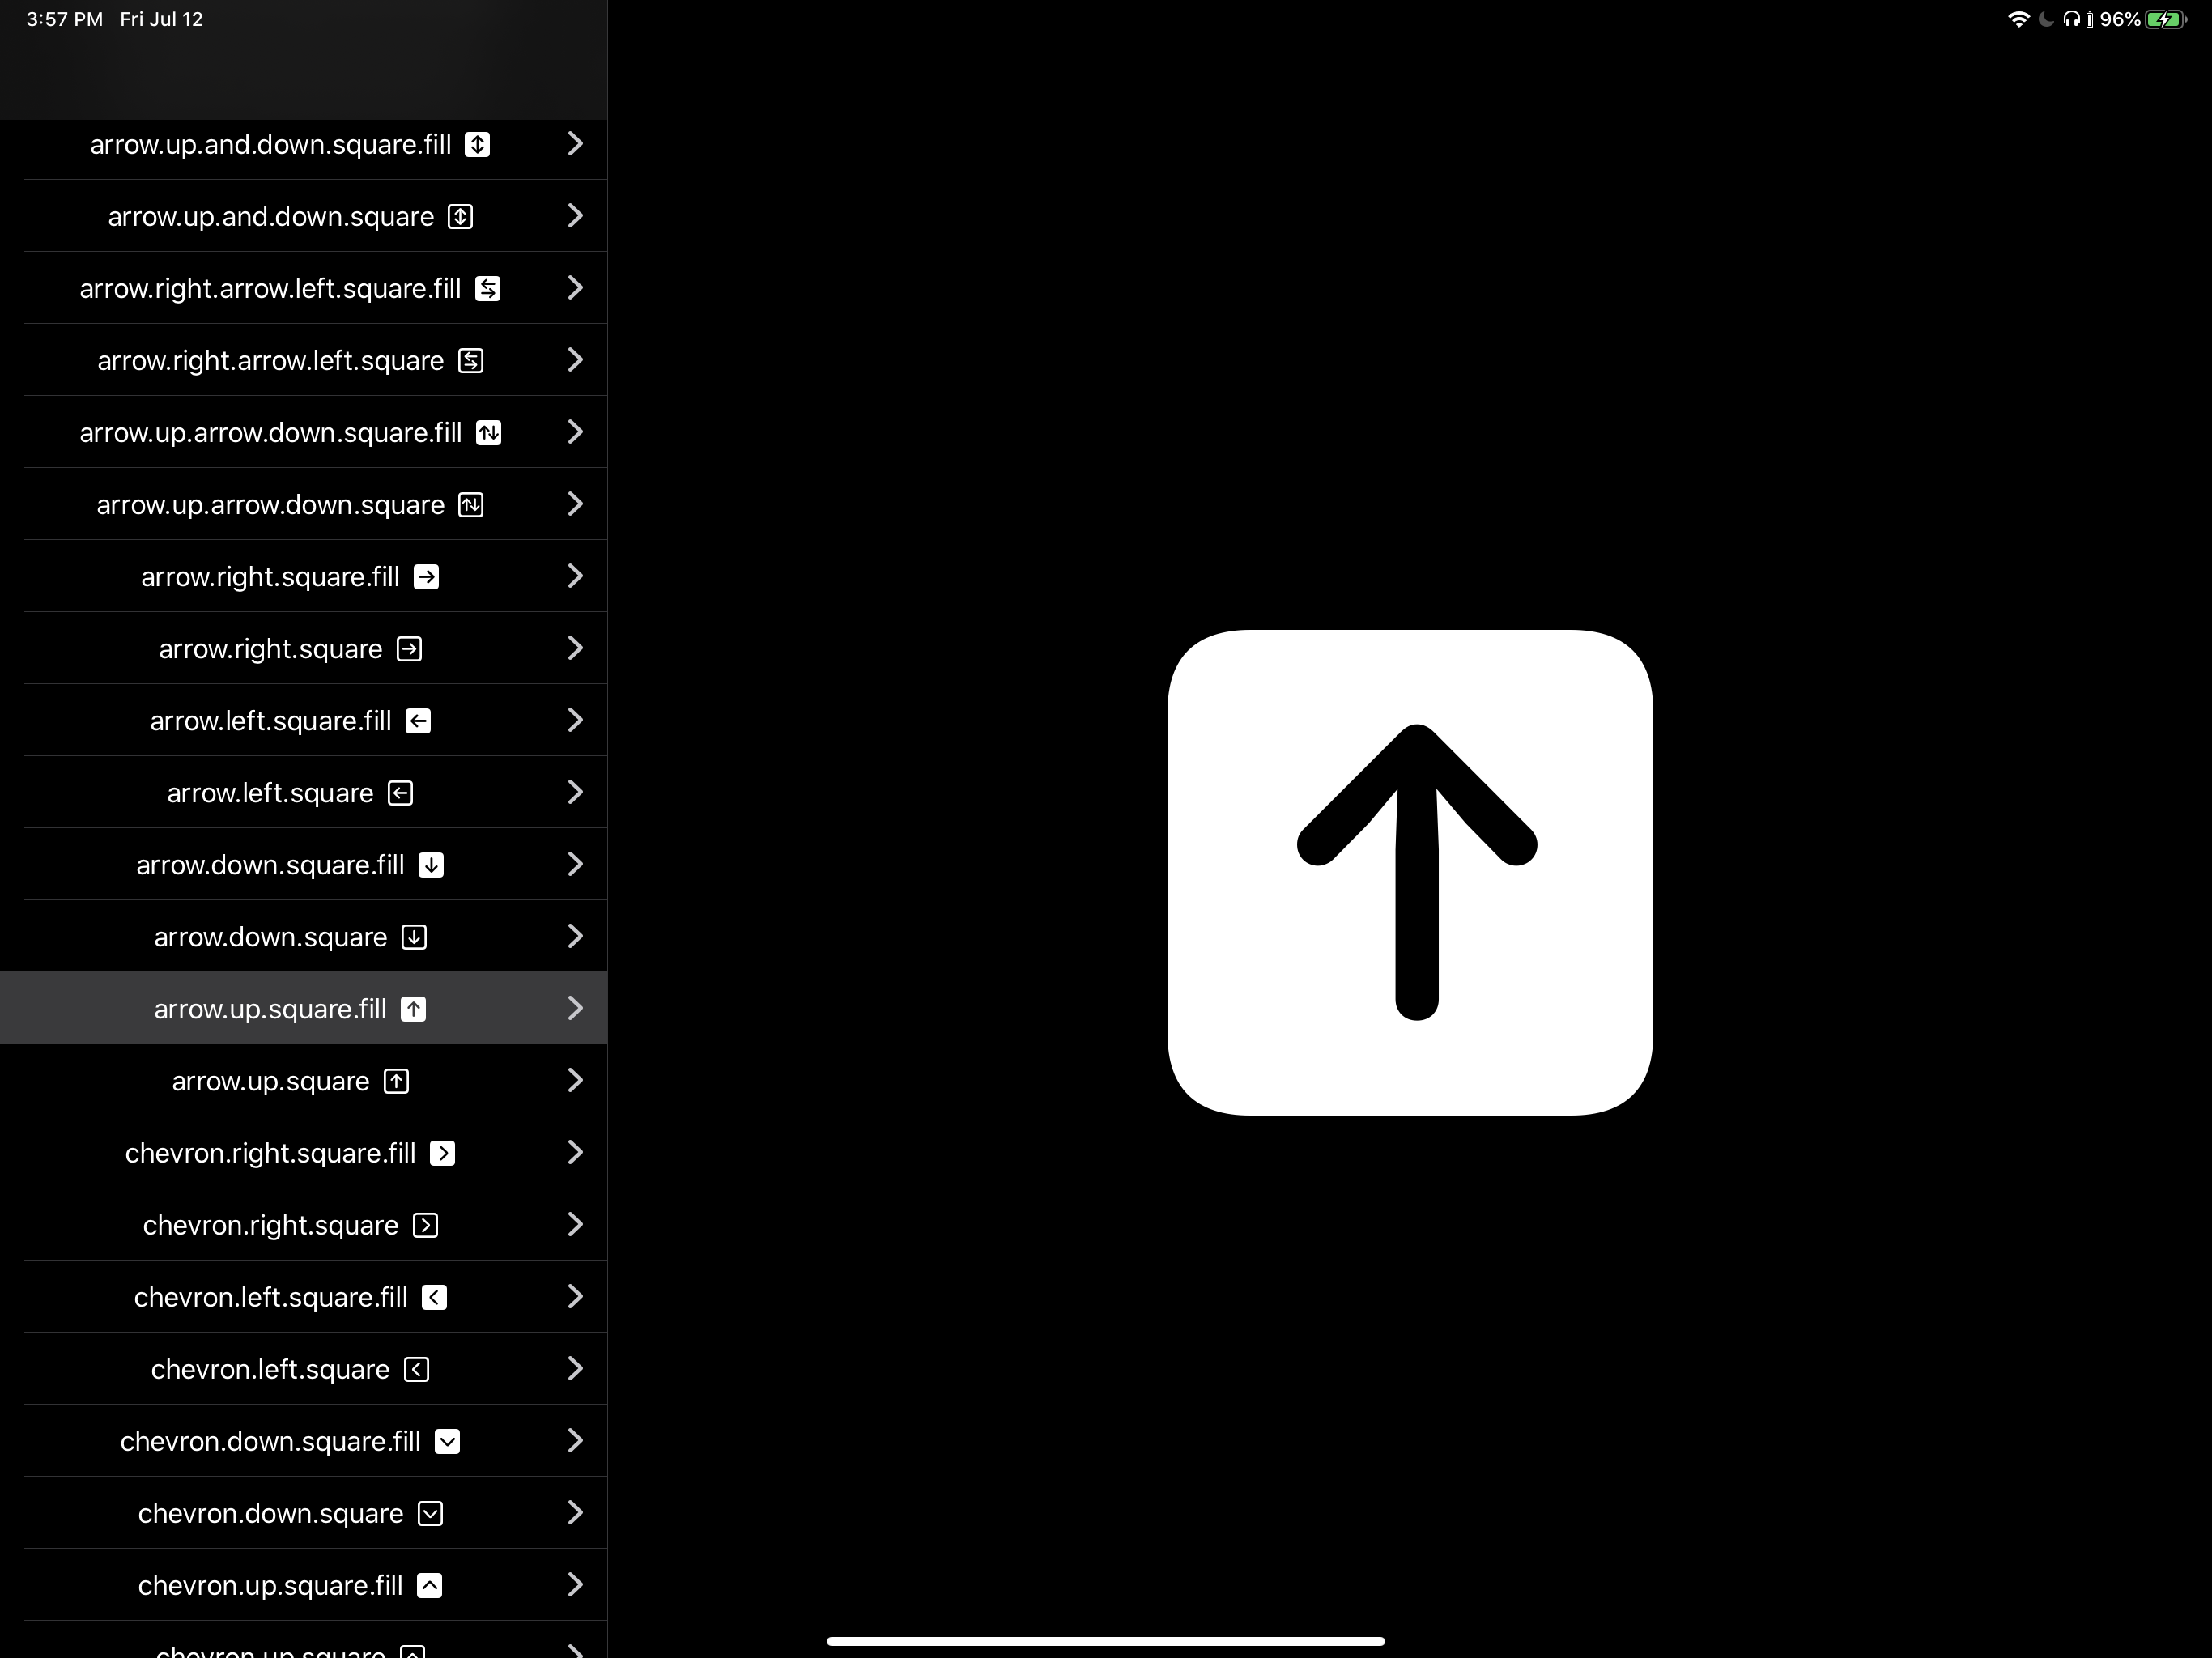 3:57 PM Fri Jul 12
96%
arrow.up.and.down.square.fill
arrow.up.and.down.square
arrow.right.arrow.left.square.fill
arrow.right.arrow.left.square
arrow.up.arrow.down.square.fill
arrow.up.arrow.down.square
arrow.right.square.fill
arrow.right.square
arrow.left.square.fill
arrow.left.square
arrow.down.square.fill
arrow.down.square
arrow.up.square.fill
arrow.up.square
chevron.right.square.fill
chevron.right.square
chevron.left.square.fill
chevron.left.square
chevron.down.square.fill
chevron.down.square
chevron.up.square.fill
chevron.up.square